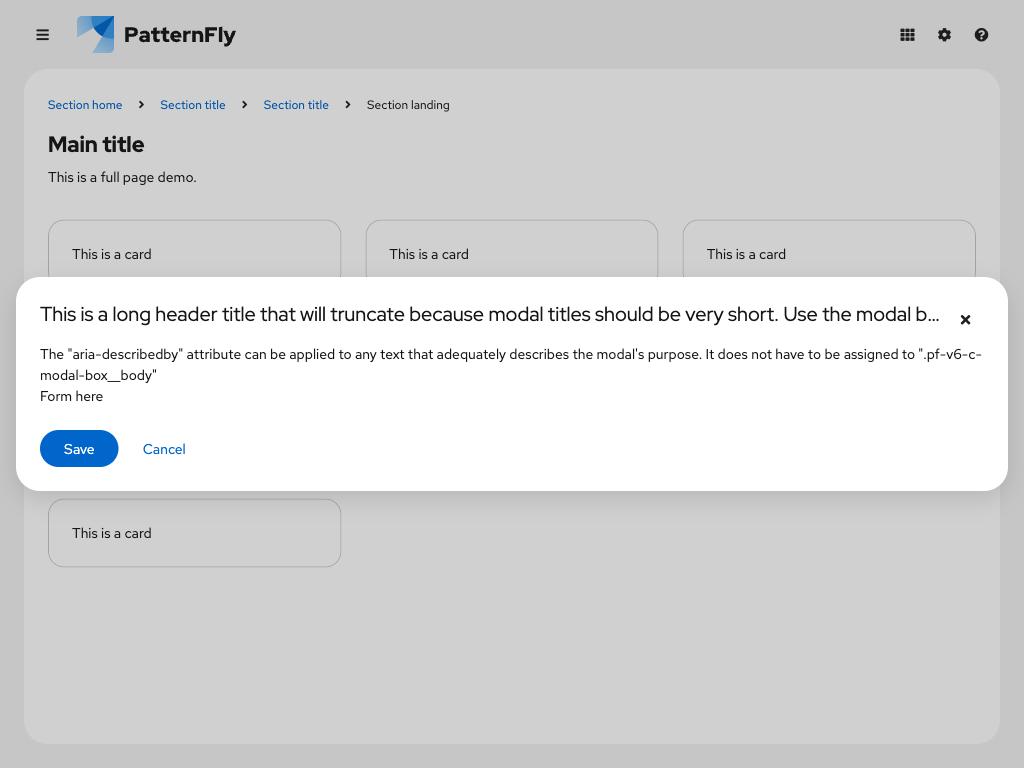 PatternFly
Section home
Section title
Section title
Section landing
Main title
This is a full page demo.
This is a card
This is a card
This is a card
This is a long header title that will truncate because modal titles should be very short. Use the modal b...
The "aria-describedby" attribute can be applied to any text that adequately describes the modal's purpose. It does not have to be assigned to ".pf-v6-c-
modal-box__body"
Form here
Save
Cancel
This is a card